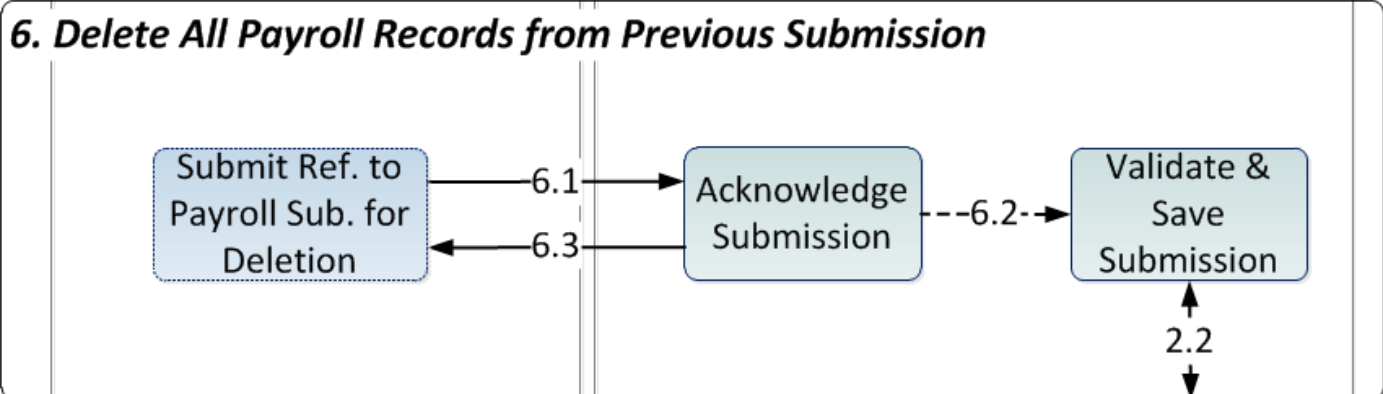 6. Delete All Payroll Records from Previous Submission
Submit Ref. to
Payroll Sub. for
Deletion
6.1
6.3
Acknowledge
Submission
6.2
Validate &
Save
Submission
2.2